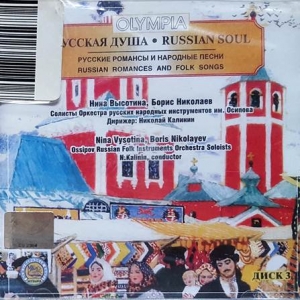 OLYMPIA
УССКАЯ ДУША • RUSSIAN SOUL
РУССКИЕ РОМАНСЫ И НАРОДНЫЕ ПЕСНИ
RUSSIAN ROMANCES AND FOLK SONGS
Нина Высотина, Борис Николаев
Солисты Оркестра русских народных инструментов им. Осипова
Дирижер: Николай Калинин
Nina Vysotina, Boris Nikolayev
Ossipov Russian Folk Instruments Orchestra Soloists
N.Kalinin, conductor
ДИСК 3